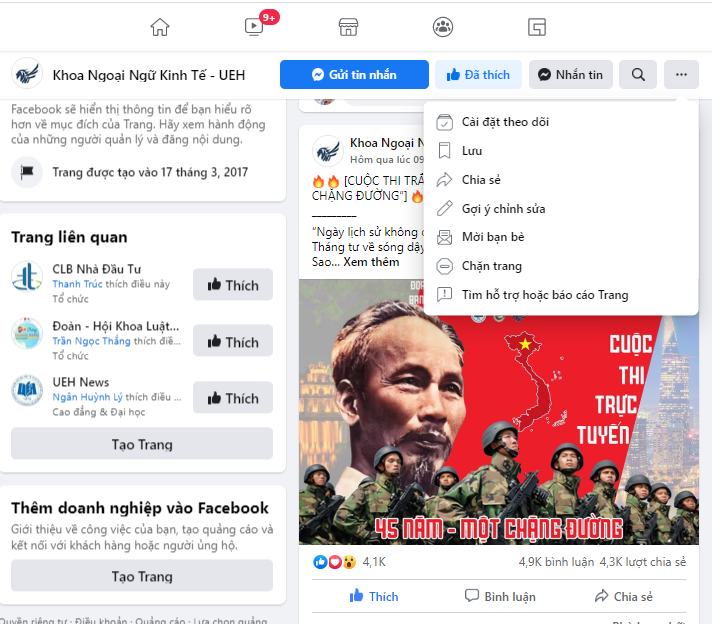 9+
Khoa Ngoại Ngữ Kinh Tế - UEH
Gửi tin nhắn
Đã thích
Nhắn tin
Facebook sẽ hiển thị thông tin để bạn hiểu rõ
hơn về mục đích của Trang. Hãy xem hành động
của những người quản lý và đăng nội dung.
Trang được tạo vào 17 tháng 3, 2017
Trang liên quan
CLB Nhà Đầu Tư
Thanh Trúc thích điều này
Tổ chức
Thích
Đoàn - Hội Khoa Luật...
Trần Ngọc Thắng thích điề...
Tổ chức
Thích
UEH News
Ngân Huỳnh Lý thích điều ...
Cao đẳng & Đại học
Thích
Tạo Trang
Thêm doanh nghiệp vào Facebook
Giới thiệu về công việc của bạn, tạo quảng cáo và
kết nối với khách hàng hoặc người ủng hộ.
Tạo Trang
Quyền riêng tư · Điều khoản · Quảng cáo · Lựa chọn quảng
Khoa Ngoại N
Hôm qua lúc 09
[CUỘC THI TRẮ
CHẶNG ĐƯỜNG"]
"Ngày lịch sử không
Tháng tư về sóng dậy
Sao... Xem thêm
Cài đặt theo dõi
Lưu
Chia sẻ
Gợi ý chỉnh sửa
Mời bạn bè
Chặn trang
Tìm hỗ trợ hoặc báo cáo Trang
CUỘC
THI
TRỰC
TUYẾN
45 NĂM - MỘT CHẶNG ĐƯỜNG
4,1K
4,9K bình luận 4,3K lượt chia sẻ
Thích
Bình luận
Chia sẻ